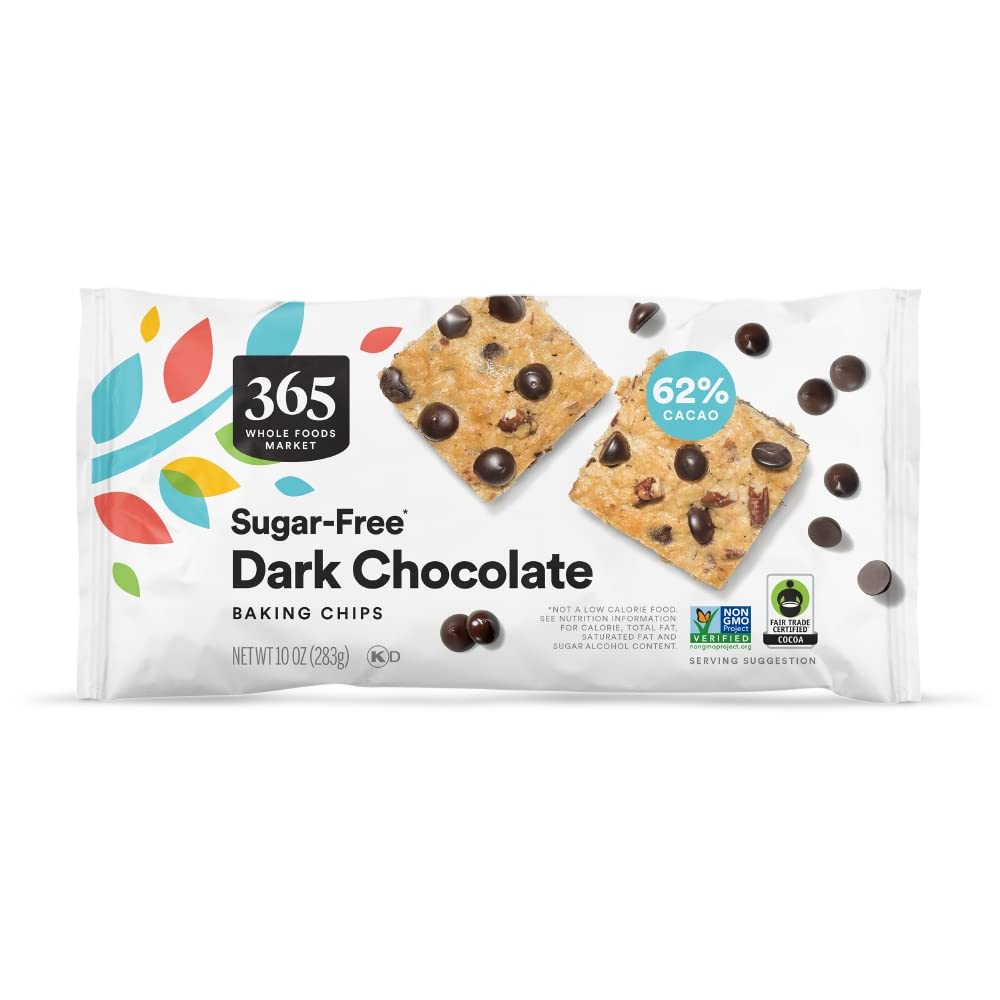 365
WHOLE FOODS
MARKET
62%
CACAO
Sugar-Free*
Dark Chocolate
BAKING CHIPS
NET WT 10 OZ (283g)
K D
*NOT A LOW CALORIE FOOD.
SEE NUTRITION INFORMATION
FOR CALORIE, TOTAL FAT,
SATURATED FAT AND
SUGAR ALCOHOL CONTENT.
NON
GMO
Project
VERIFIED
nongmoproject.org
FAIR TRADE
CERTIFIED
COCOA
SERVING SUGGESTION